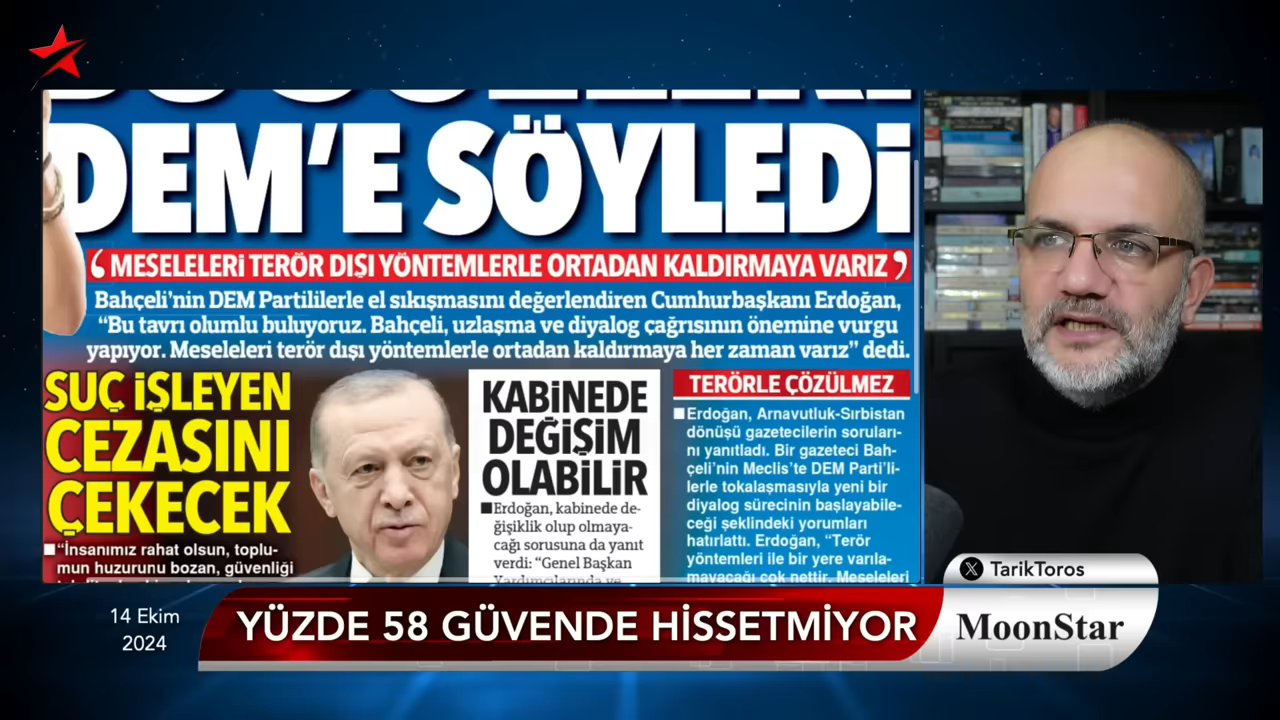 DEM'E SÖYLEDİ
‘MESELELERİ TERÖR DIŞI YÖNTEMLERLE ORTADAN KALDIRMAYA VARIZ’
Bahçeli'nin DEM Partililerle el sıkışmasını değerlendiren Cumhurbaşkanı Erdoğan,
“Bu tavrı olumlu buluyoruz. Bahçeli, uzlaşma ve diyalog çağrısının önemine vurgu
yapıyor. Meseleleri terör dışı yöntemlerle ortadan kaldırmaya her zaman varız” dedi.
SUÇ İŞLEYEN
CEZASINI
ÇEKECEK
“İnsanımız rahat olsun, toplu-
mun huzurunu bozan, güvenliği
KABİNEDE
DEĞİŞİM
OLABİLİR
Erdoğan, kabinede de-
ğişiklik olup olmaya-
cağı sorusuna da yanıt
verdi: “Genel Başkan
Yardımcılarında ve
TERÖRLE ÇÖZÜLMEZ
Erdoğan, Arnavutluk-Sırbistan
dönüşü gazetecilerin soruları-
nı yanıtladı. Bir gazeteci Bah-
çeli'nin Meclis'te DEM Parti'li-
lerle tokalaşmasıyla yeni bir
diyalog sürecinin başlayabile-
ceği şeklindeki yorumları
hatırlattı. Erdoğan, “Terör
yöntemleri ile bir yere varıla-
mayacağı çok nettir. Meseleleri
X TarikToros
14 Ekim
2024
YÜZDE 58 GÜVENDE HİSSETMİYOR
MoonStar